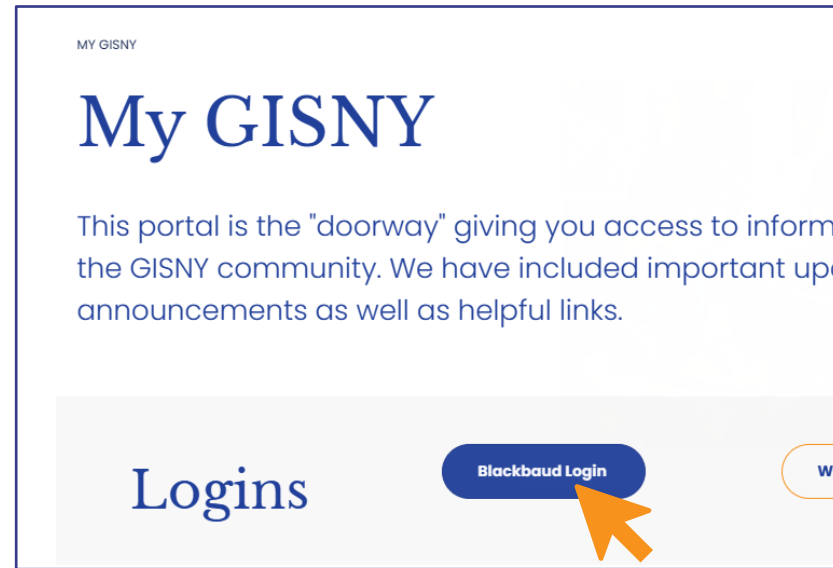 MY GISNY
My GISNY
This portal is the "doorway" giving you access to inform
the GISNY community. We have included important up
announcements as well as helpful links.
Logins
Blackbaud Login
W